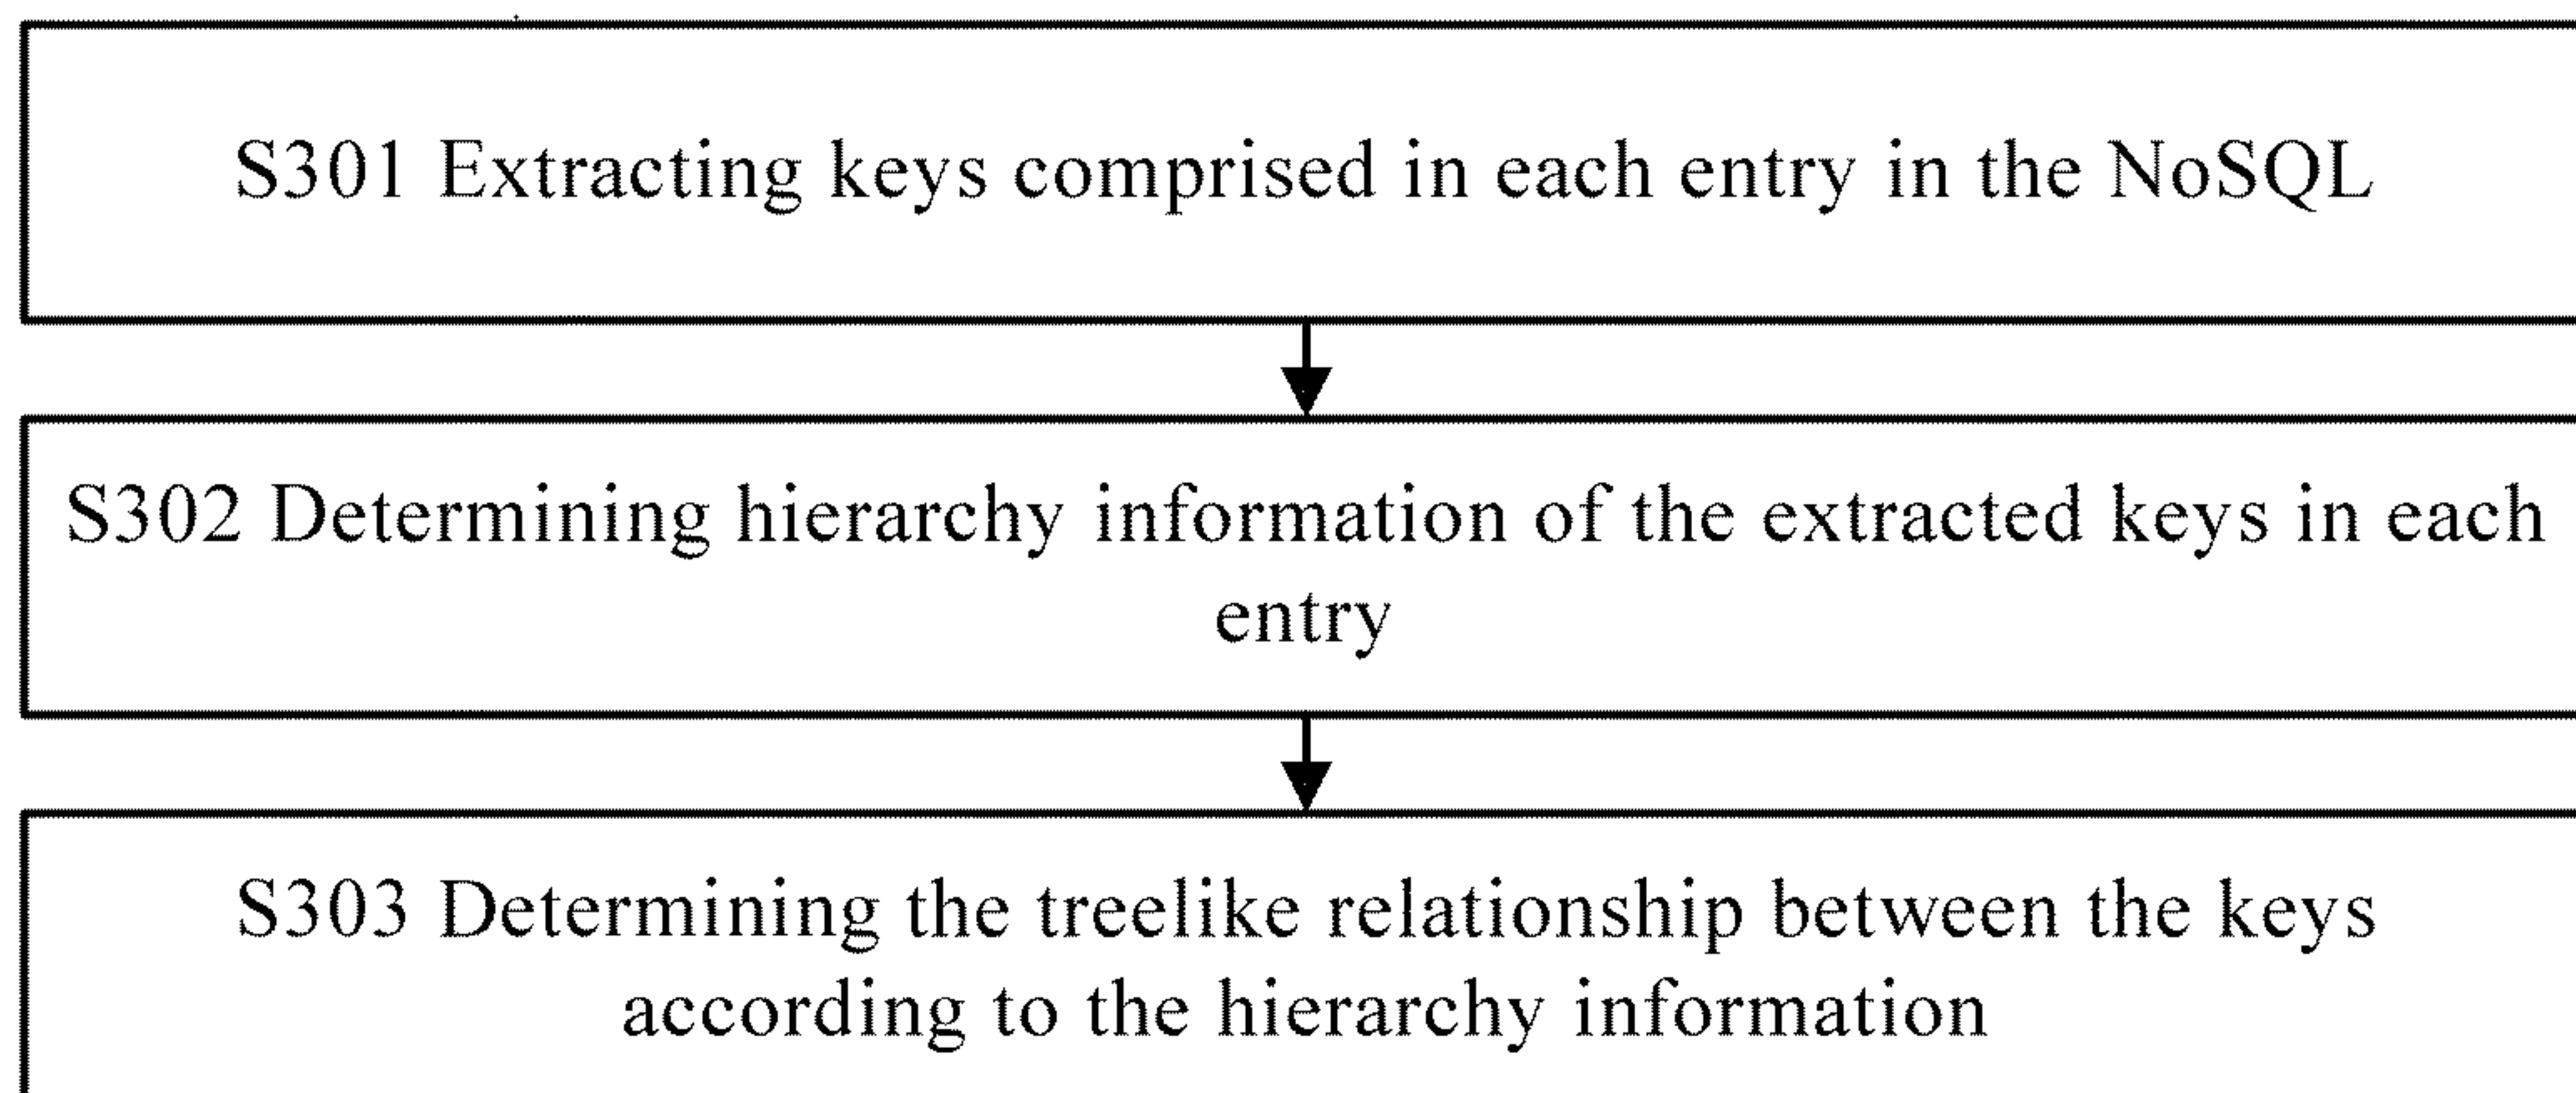 S301 Extracting keys comprised in each entry in the NoSQL
S302 Determining hierarchy information of the extracted keys in each
entry
S303 Determining the treelike relationship between the keys
according to the hierarchy information